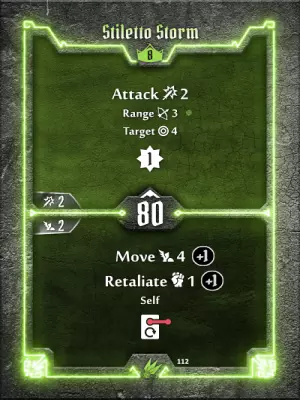 Stiletto Storm
8
Attack 2
Range 3
Target 4
1
2
80
2
Move 4 +1
Retaliate 1 +1
Self
112